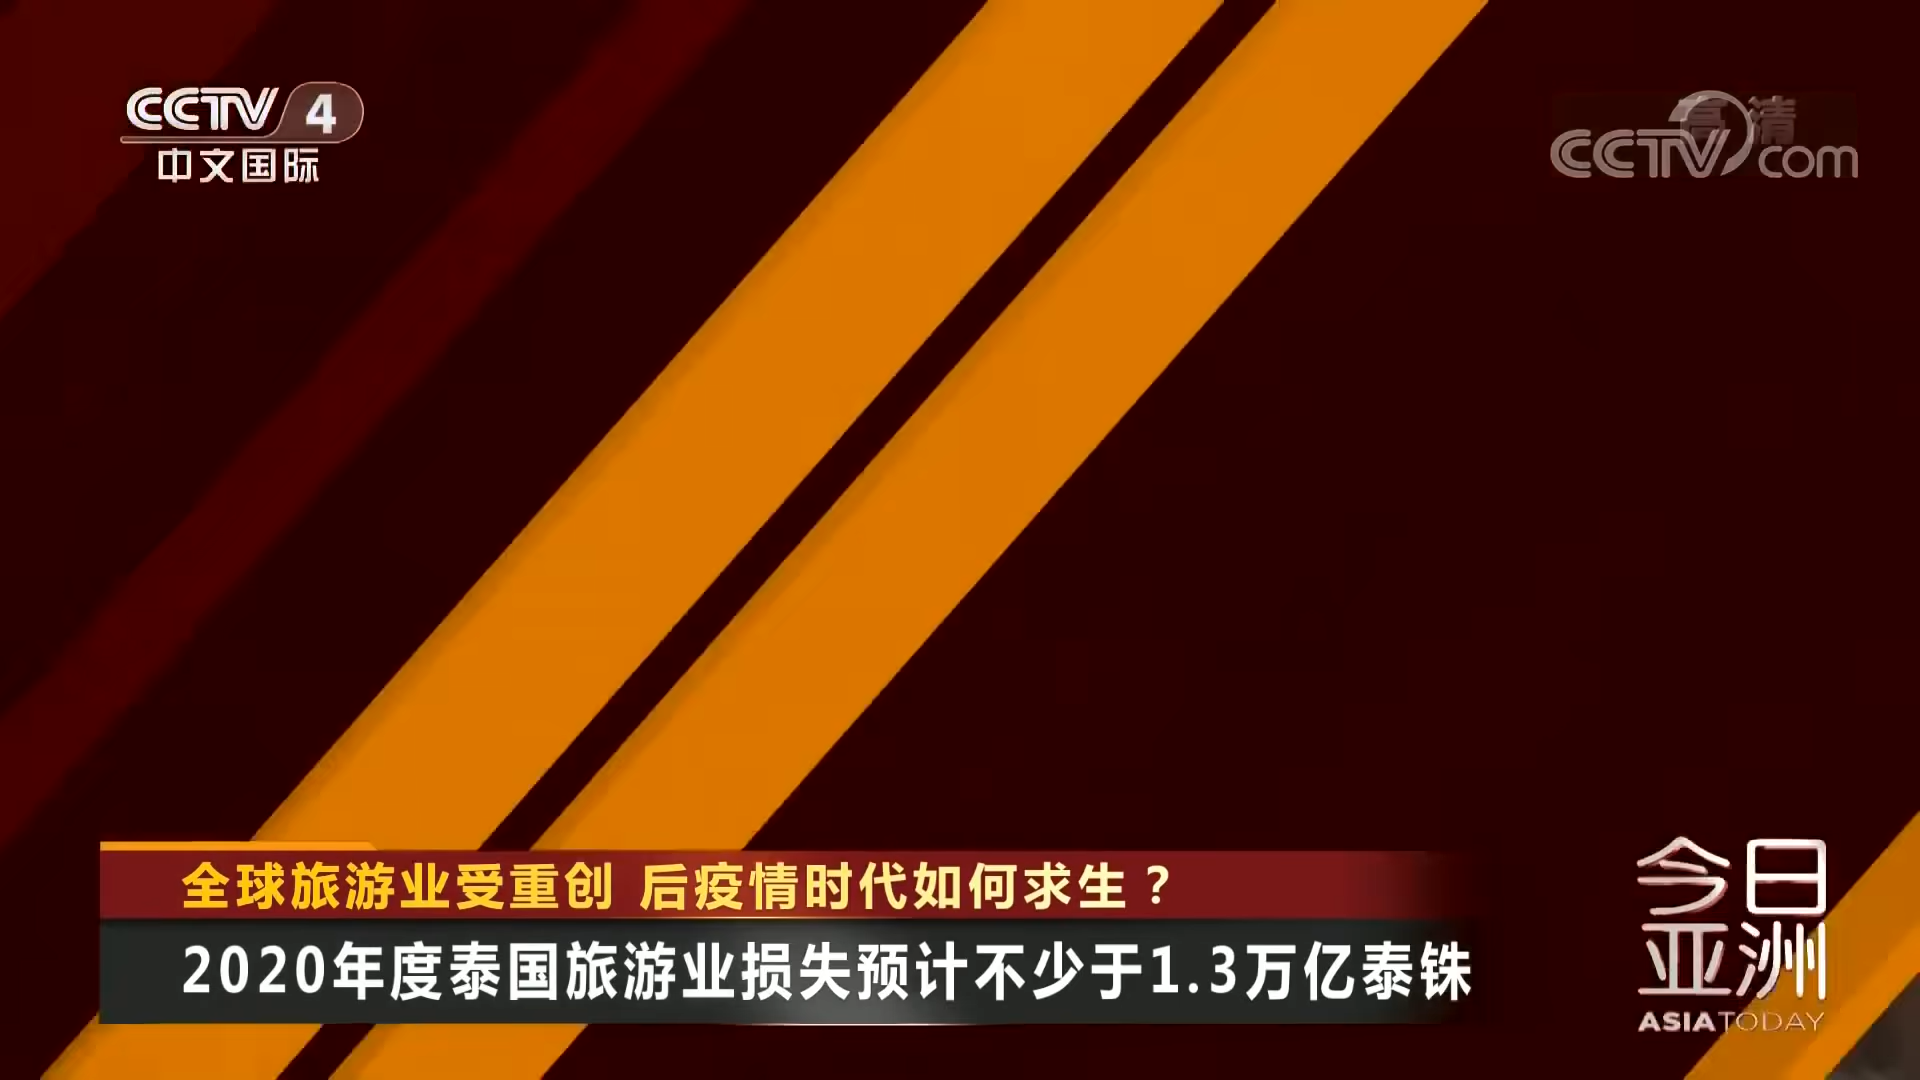 CCTV 4
中文国际
高清
CCTV com
全球旅游业受重创 后疫情时代如何求生？
2020年度泰国旅游业损失预计不少于1.3万亿泰铢
今日
亚洲
ASIA TODAY